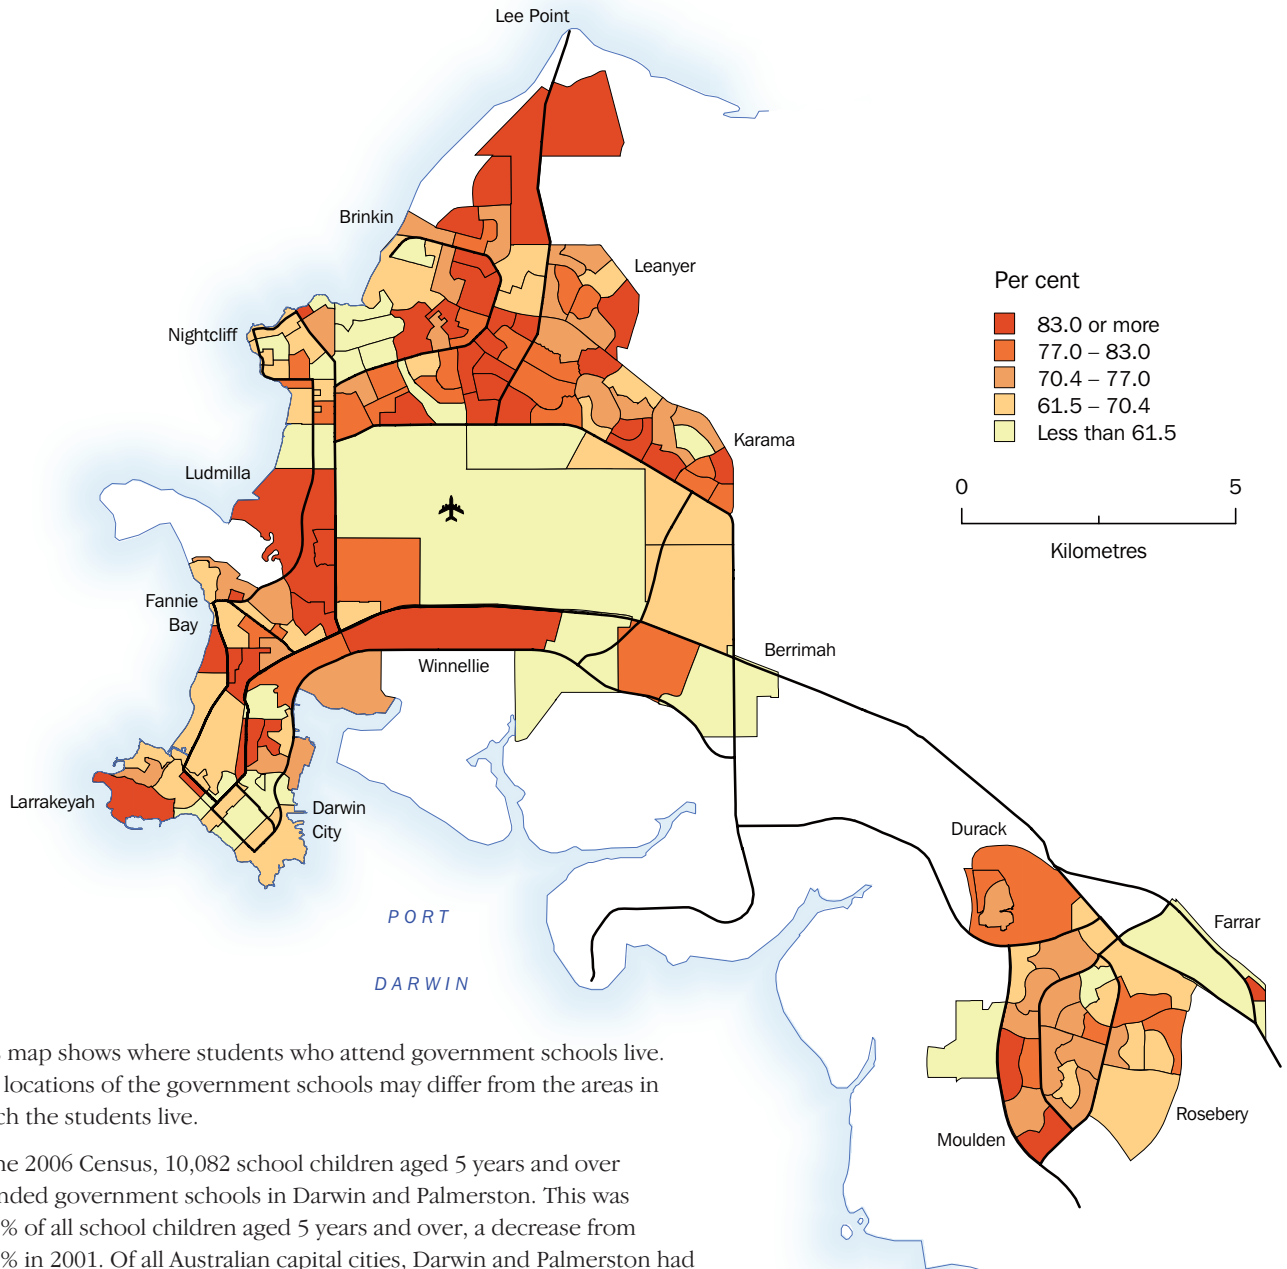 Lee Point
Brinkin
Leanyer
Nightcliff
Karama
Ludmilla
Fannie
Bay
Winnellie
Berrimah
Larrakeyah
Darwin
City
Durack
Farrar
Rosebery
Moulden
PORT
DARWIN
Per cent
83.0 or more
77.0 – 83.0
70.4 – 77.0
61.5 – 70.4
Less than 61.5
0 5
Kilometres
map shows where students who attend government schools live.
locations of the government schools may differ from the areas in
the students live.
2006 Census, 10,082 school children aged 5 years and over
government schools in Darwin and Palmerston. This was
% of all school children aged 5 years and over, a decrease from
% in 2001. Of all Australian capital cities, Darwin and Palmerston had